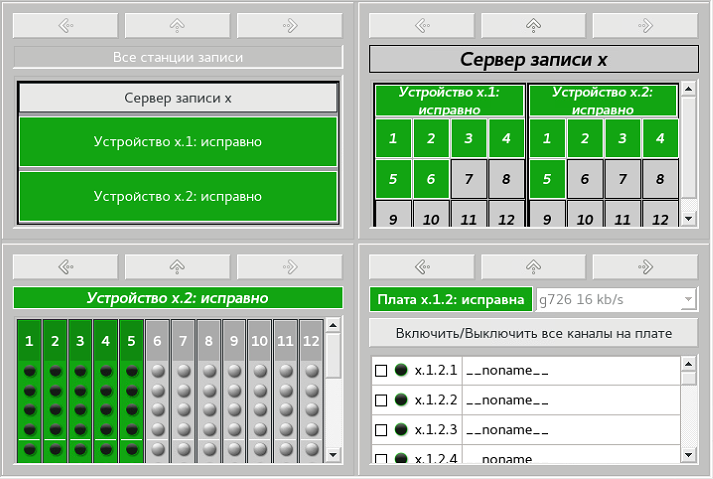 Все станции записи
Сервер записи x
Устройство x.1: исправно
Устройство x.2: исправно
Сервер записи x
Устройство x.1:
исправно
Устройство x.2:
исправно
1 2 3 4 1 2 3 4
5 6 7 8 5 6 7 8
9 10 11 12 9 10 11 12
Устройство x.2: исправно
1 2 3 4 5 6 7 8 9 10 11 12
Плата x.1.2: исправна g726 16 kb/s
Включить/Выключить все каналы на плате
x.1.2.1 __noname__
x.1.2.2 __noname__
x.1.2.3 __noname__
x.1.2.4 __noname__